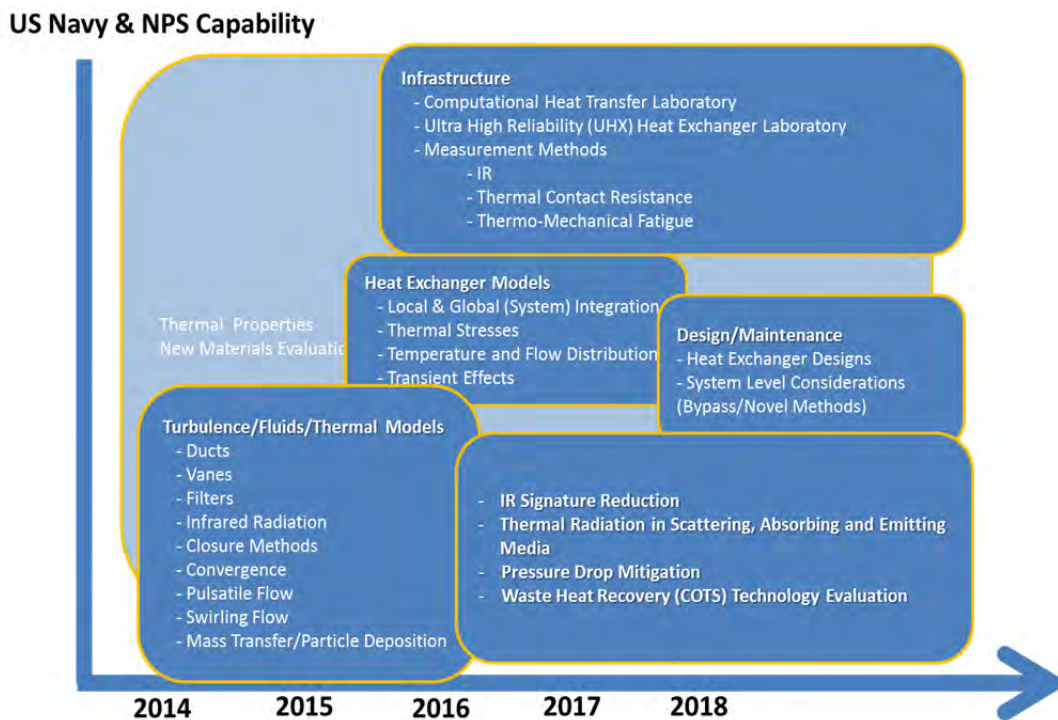 US Navy & NPS Capability
Infrastructure
- Computational Heat Transfer Laboratory
- Ultra High Reliability (UHX) Heat Exchanger Laboratory
- Measurement Methods
- IR
- Thermal Contact Resistance
- Thermo-Mechanical Fatigue
Heat Exchanger Models
- Local & Global (System) Integration
- Thermal Stresses
- Temperature and Flow Distribution
- Transient Effects
Thermal Properties
New Materials Evaluatio
Design/Maintenance
- Heat Exchanger Designs
- System Level Considerations
(Bypass/Novel Methods)
Turbulence/Fluids/Thermal Models
- Ducts
- Vanes
- Filters
- Infrared Radiation
- Closure Methods
- Convergence
- Pulsatile Flow
- Swirling Flow
- Mass Transfer/Particle Deposition
- IR Signature Reduction
- Thermal Radiation in Scattering, Absorbing and Emitting
Media
- Pressure Drop Mitigation
- Waste Heat Recovery (COTS) Technology Evaluation
2014 2015 2016 2017 2018